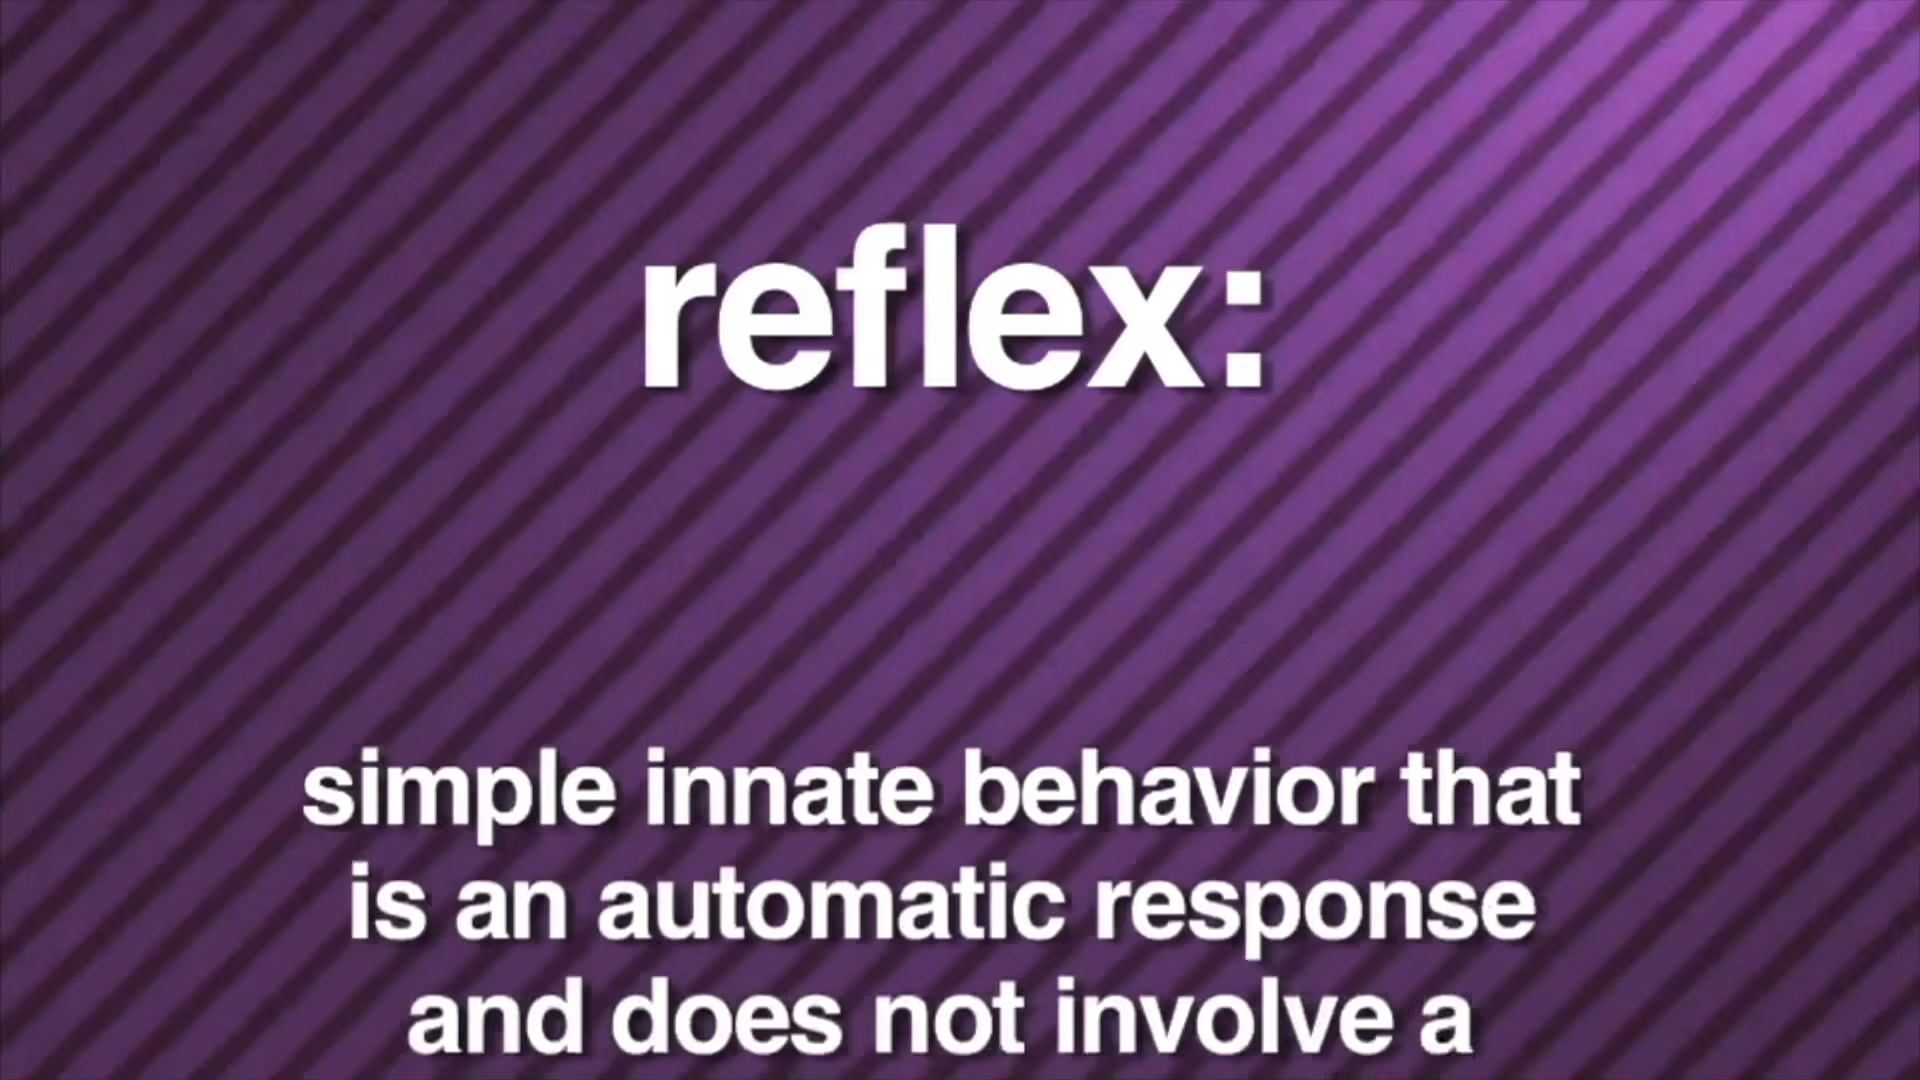 reflex:
simple innate behavior that
is an automatic response
and does not involve a